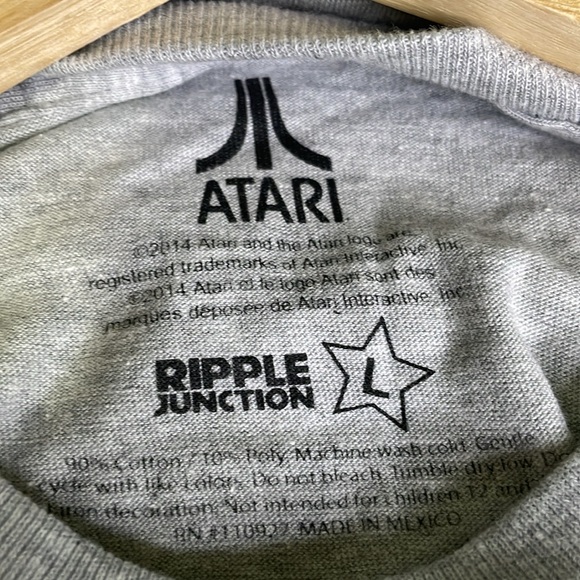 ATARI
©2014 Atari and the Atari logo are
registered trademarks of Atari Interactive, Inc.
©2014 Atari et le logo Atari sont des
marques déposée de Atari Interactive, Inc.
RIPPLE
JUNCTION
L
90% Cotton / 10% Poly. Machine wash cold. Gentle
cycle with like colors. Do not bleach. Tumble dry low. Do
iron decoration. Not intended for children 12 and
RN #110927 MADE IN MEXICO